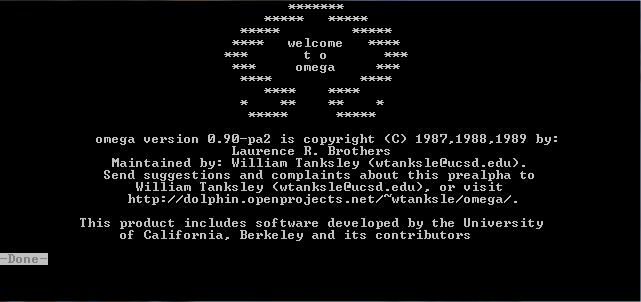 *******
***** *****
***** *****
**** welcome ****
*** t o ***
*** omega ***
**** ****
**** ****
* ** ** *
***** *****
omega version 0.90-pa2 is copyright (C) 1987,1988,1989 by:
Laurence R. Brothers
Maintained by: William Tanksley (wtanksle@ucsd.edu).
Send suggestions and complaints about this prealpha to
William Tanksley (wtanksle@ucsd.edu), or visit
http://dolphin.openprojects.net/~wtanksle/omega/.
This product includes software developed by the University
of California, Berkeley and its contributors
-Done-